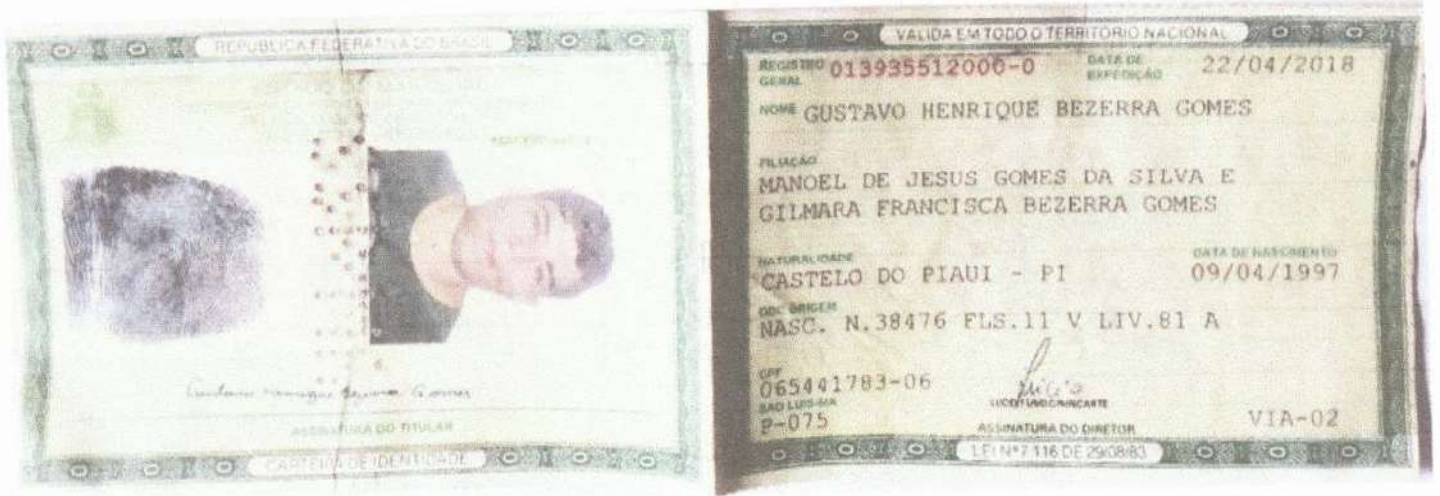 REPÚBLICA FEDERATIVA DO BRASIL
ASSINATURA DO TITULAR
CARTEIRA DE IDENTIDADE
VALIDA EM TODO O TERRITÓRIO NACIONAL
REGISTRO GERAL 013935512000-0 DATA DE EXPEDIÇÃO 22/04/2018
NOME GUSTAVO HENRIQUE BEZERRA GOMES
FILIAÇÃO
MANOEL DE JESUS GOMES DA SILVA E
GILMARA FRANCISCA BEZERRA GOMES
NATURALIDADE DATA DE NASCIMENTO
CASTELO DO PIAUI - PI 09/04/1997
DOC ORIGEM
NASC. N.38476 FLS.11 V LIV.81 A
CPF
065441783-06
SAO LUIS-MA
P-075 VIA-02
ASSINATURA DO DIRETOR
LEI Nº 7.116 DE 29/08/83